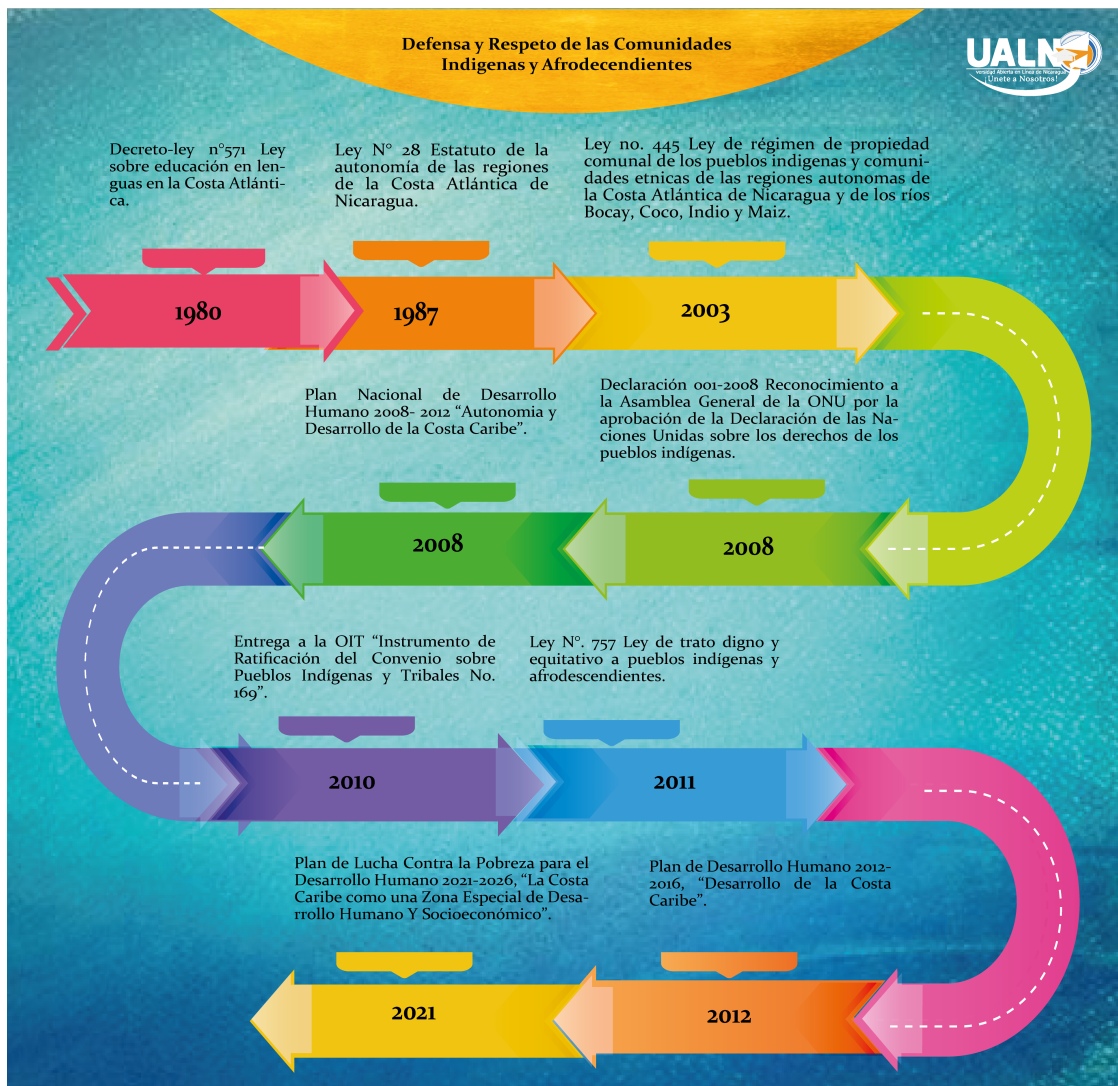 Defensa y Respeto de las Comunidades
Indigenas y Afrodecendientes
UALN
versidad Abierta en Línea de Nicaragua
¡Únete a Nosotros!
Decreto-ley n°571 Ley
sobre educación en len-
guas en la Costa Atlánti-
ca.
Ley N° 28 Estatuto de la
autonomía de las regiones
de la Costa Atlántica de
Nicaragua.
Ley no. 445 Ley de régimen de propiedad
comunal de los pueblos indigenas y comuni-
dades etnicas de las regiones autonomas de
la Costa Atlántica de Nicaragua y de los ríos
Bocay, Coco, Indio y Maiz.
1980
1987
2003
Declaración 001-2008 Reconocimiento a
la Asamblea General de la ONU por la
aprobación de la Declaración de las Na-
ciones Unidas sobre los derechos de los
pueblos indígenas.
Plan Nacional de Desarrollo
Humano 2008- 2012 “Autonomia y
Desarrollo de la Costa Caribe”.
2008
2008
Entrega a la OIT “Instrumento de
Ratificación del Convenio sobre
Pueblos Indígenas y Tribales No.
169”.
Ley N°. 757 Ley de trato digno y
equitativo a pueblos indígenas y
afrodescendientes.
2010
2011
Plan de Desarrollo Humano 2012-
2016, “Desarrollo de la Costa
Caribe”.
Plan de Lucha Contra la Pobreza para el
Desarrollo Humano 2021-2026, “La Costa
Caribe como una Zona Especial de Desa-
rrollo Humano Y Socioeconómico”.
2012
2021